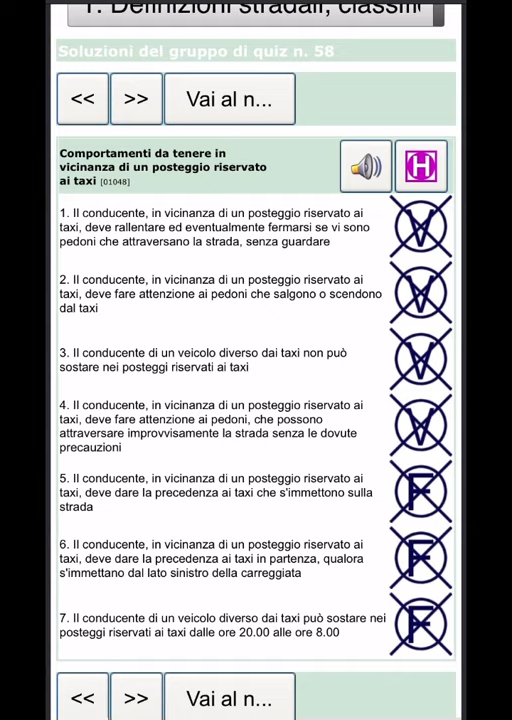 1. Definizioni stradali, classifi
Soluzioni del gruppo di quiz n. 58
<< >> Vai al n...
Comportamenti da tenere in
vicinanza di un posteggio riservato
ai taxi [01048]
H
1. Il conducente, in vicinanza di un posteggio riservato ai
taxi, deve rallentare ed eventualmente fermarsi se vi sono
pedoni che attraversano la strada, senza guardare
V
2. Il conducente, in vicinanza di un posteggio riservato ai
taxi, deve fare attenzione ai pedoni che salgono o scendono
dal taxi
V
3. Il conducente di un veicolo diverso dai taxi non può
sostare nei posteggi riservati ai taxi
V
4. Il conducente, in vicinanza di un posteggio riservato ai
taxi, deve fare attenzione ai pedoni, che possono
attraversare improvvisamente la strada senza le dovute
precauzioni
V
5. Il conducente, in vicinanza di un posteggio riservato ai
taxi, deve dare la precedenza ai taxi che s'immettono sulla
strada
F
6. Il conducente, in vicinanza di un posteggio riservato ai
taxi, deve dare la precedenza ai taxi in partenza, qualora
s'immettano dal lato sinistro della carreggiata
F
7. Il conducente di un veicolo diverso dai taxi può sostare nei
posteggi riservati ai taxi dalle ore 20.00 alle ore 8.00
F
<< >> Vai al n...